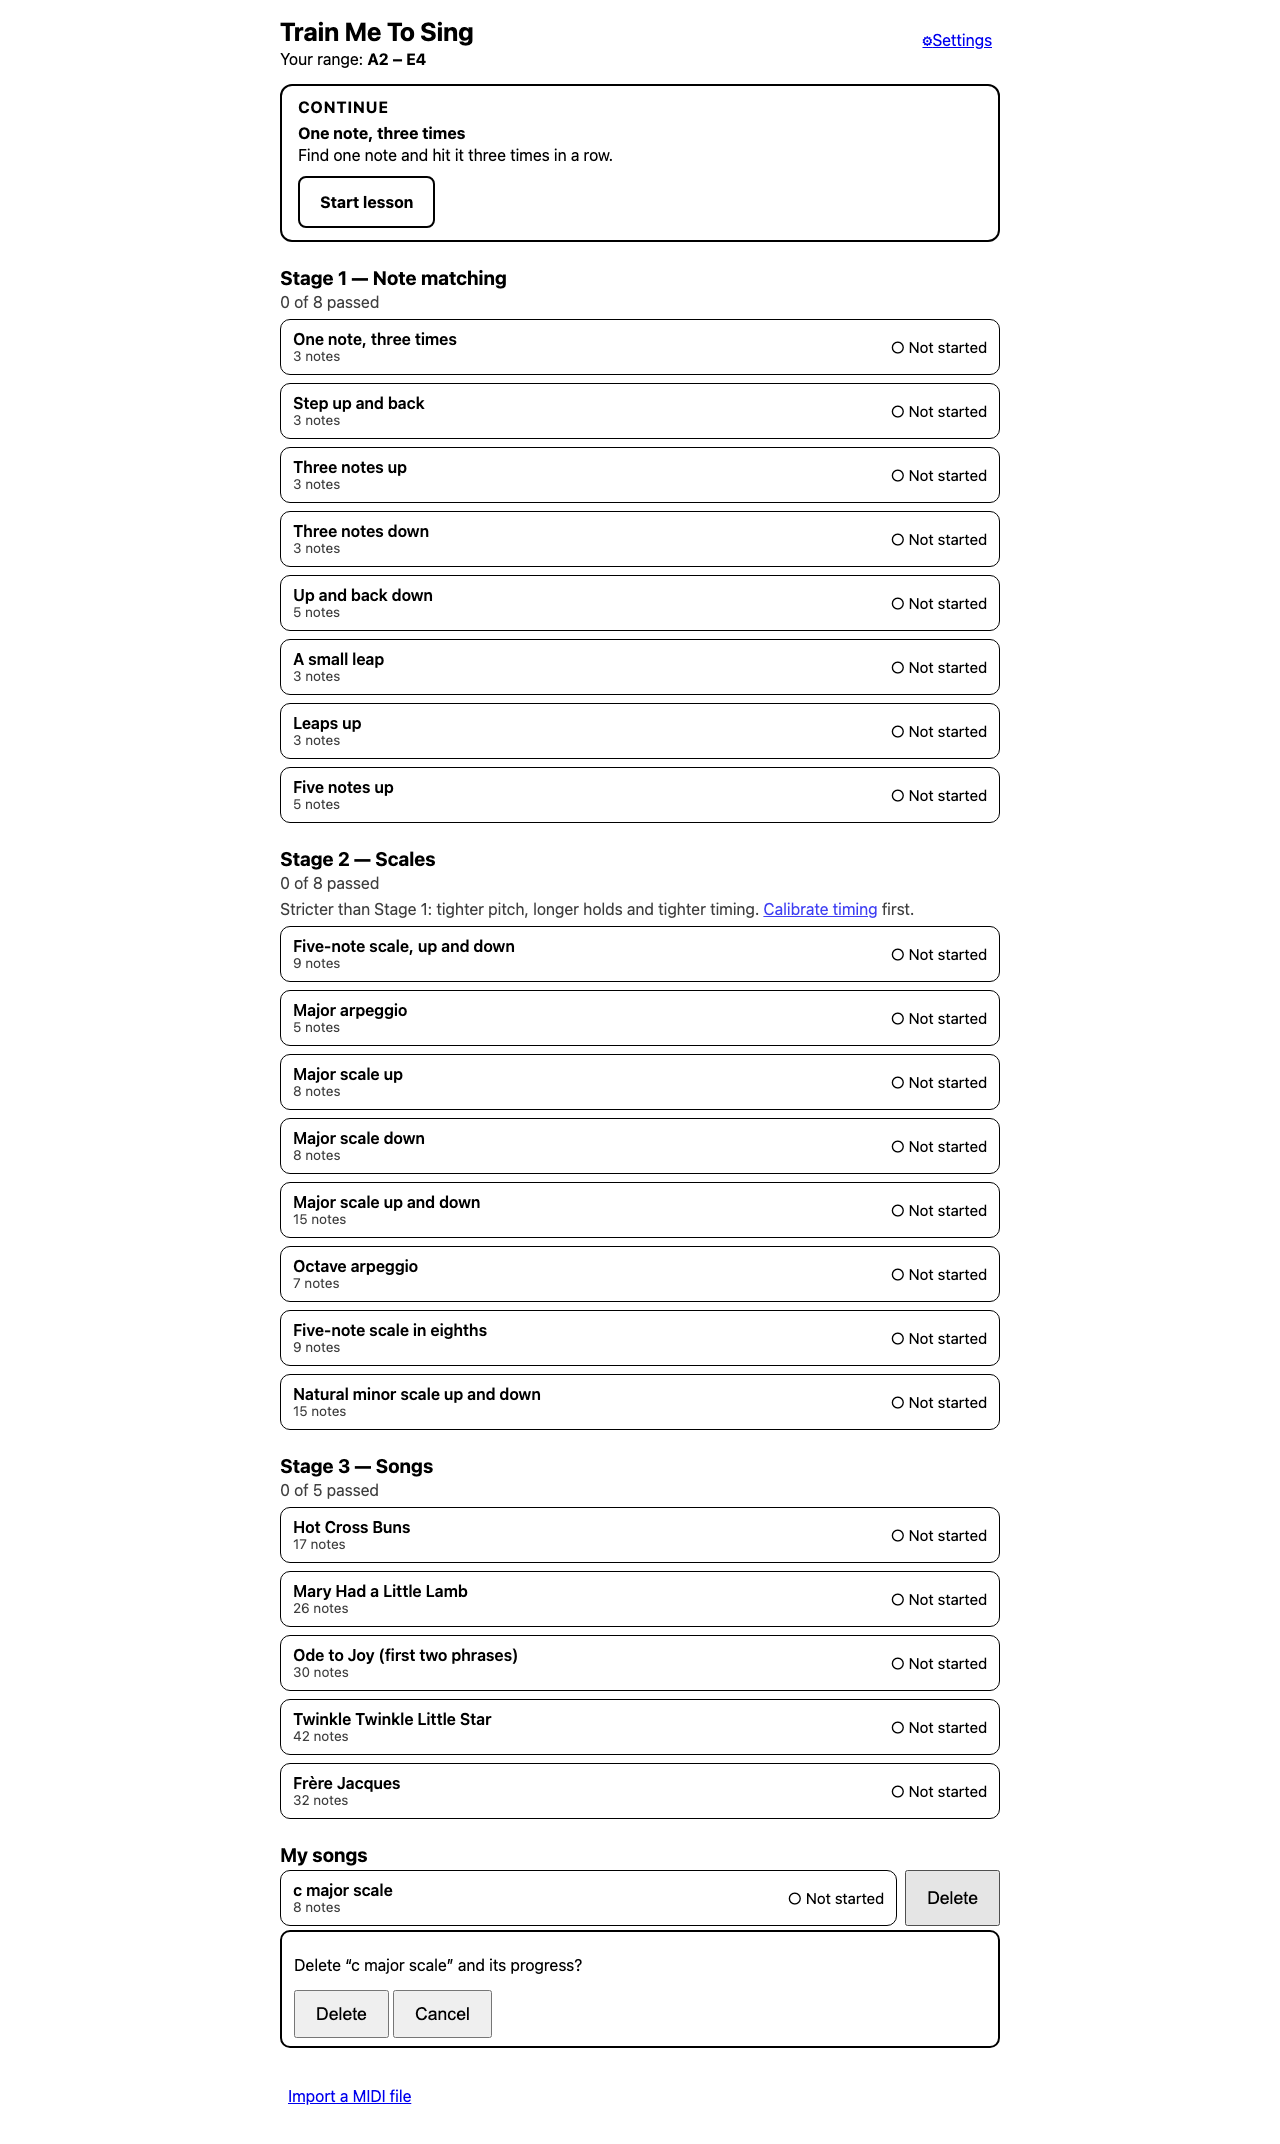 Train Me To Sing
⚙Settings
Your range: A2 – E4
CONTINUE
One note, three times
Find one note and hit it three times in a row.
Start lesson
Stage 1 — Note matching
0 of 8 passed
One note, three times
3 notes
○ Not started
Step up and back
3 notes
○ Not started
Three notes up
3 notes
○ Not started
Three notes down
3 notes
○ Not started
Up and back down
5 notes
○ Not started
A small leap
3 notes
○ Not started
Leaps up
3 notes
○ Not started
Five notes up
5 notes
○ Not started
Stage 2 — Scales
0 of 8 passed
Stricter than Stage 1: tighter pitch, longer holds and tighter timing. Calibrate timing first.
Five-note scale, up and down
9 notes
○ Not started
Major arpeggio
5 notes
○ Not started
Major scale up
8 notes
○ Not started
Major scale down
8 notes
○ Not started
Major scale up and down
15 notes
○ Not started
Octave arpeggio
7 notes
○ Not started
Five-note scale in eighths
9 notes
○ Not started
Natural minor scale up and down
15 notes
○ Not started
Stage 3 — Songs
0 of 5 passed
Hot Cross Buns
17 notes
○ Not started
Mary Had a Little Lamb
26 notes
○ Not started
Ode to Joy (first two phrases)
30 notes
○ Not started
Twinkle Twinkle Little Star
42 notes
○ Not started
Frère Jacques
32 notes
○ Not started
My songs
c major scale
8 notes
○ Not started
Delete
Delete “c major scale” and its progress?
Delete
Cancel
Import a MIDI file